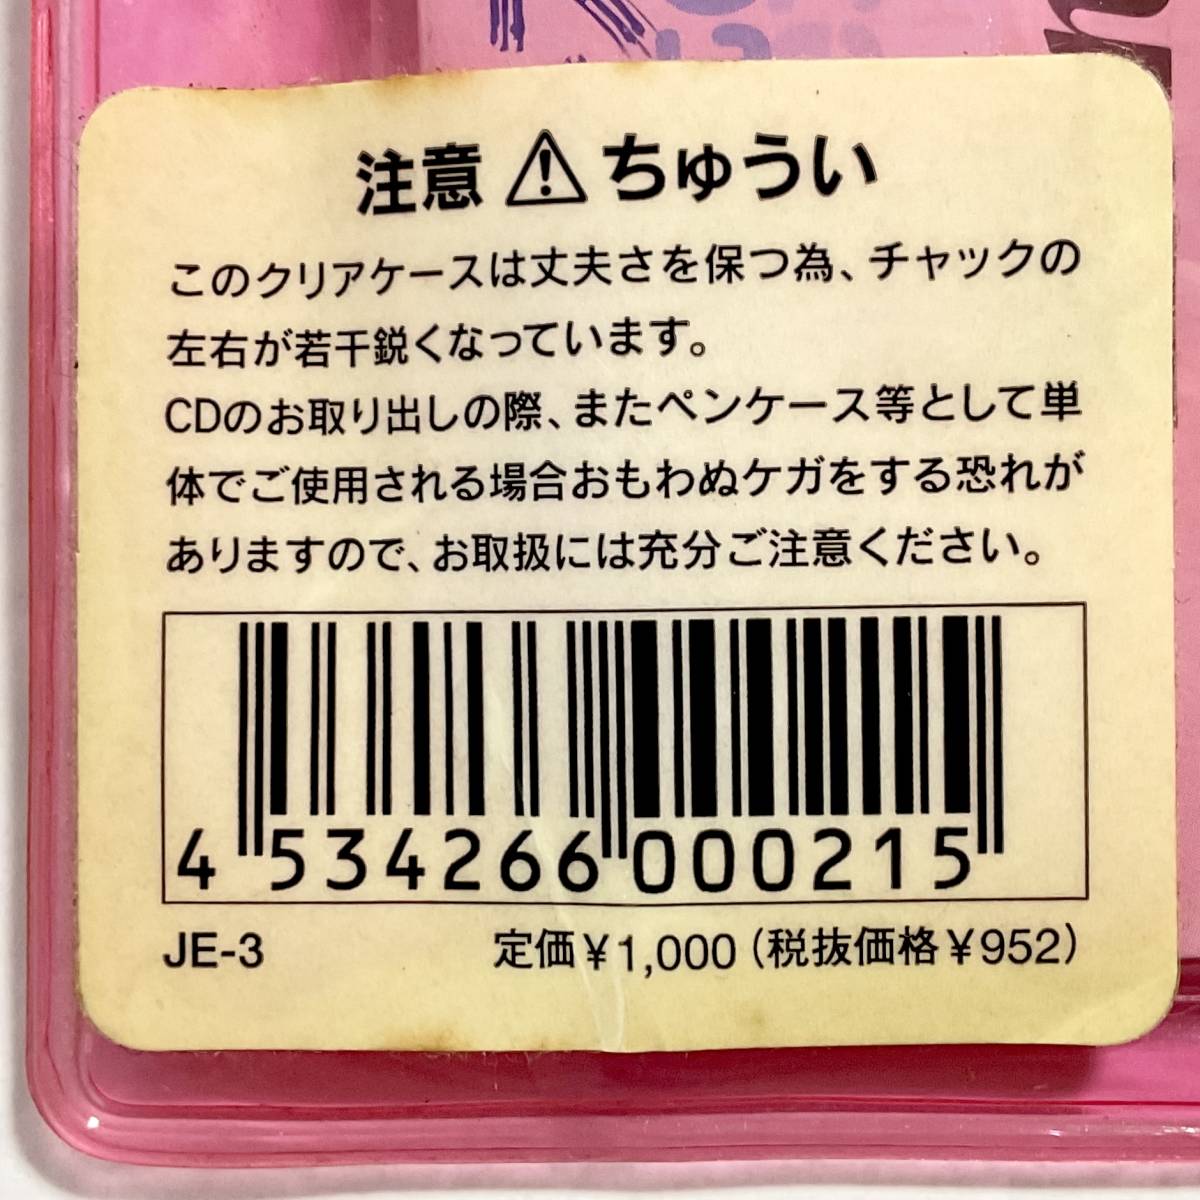 注意 ⚠ ちゅうい
このクリアケースは丈夫さを保つ為、チャックの
左右が若干鋭くなっています。
CDのお取り出しの際、またペンケース等として単
体でご使用される場合おもわぬケガをする恐れが
ありますので、お取扱には充分ご注意ください。
4 534266 000215
JE-3 定価¥1,000(税抜価格¥952)